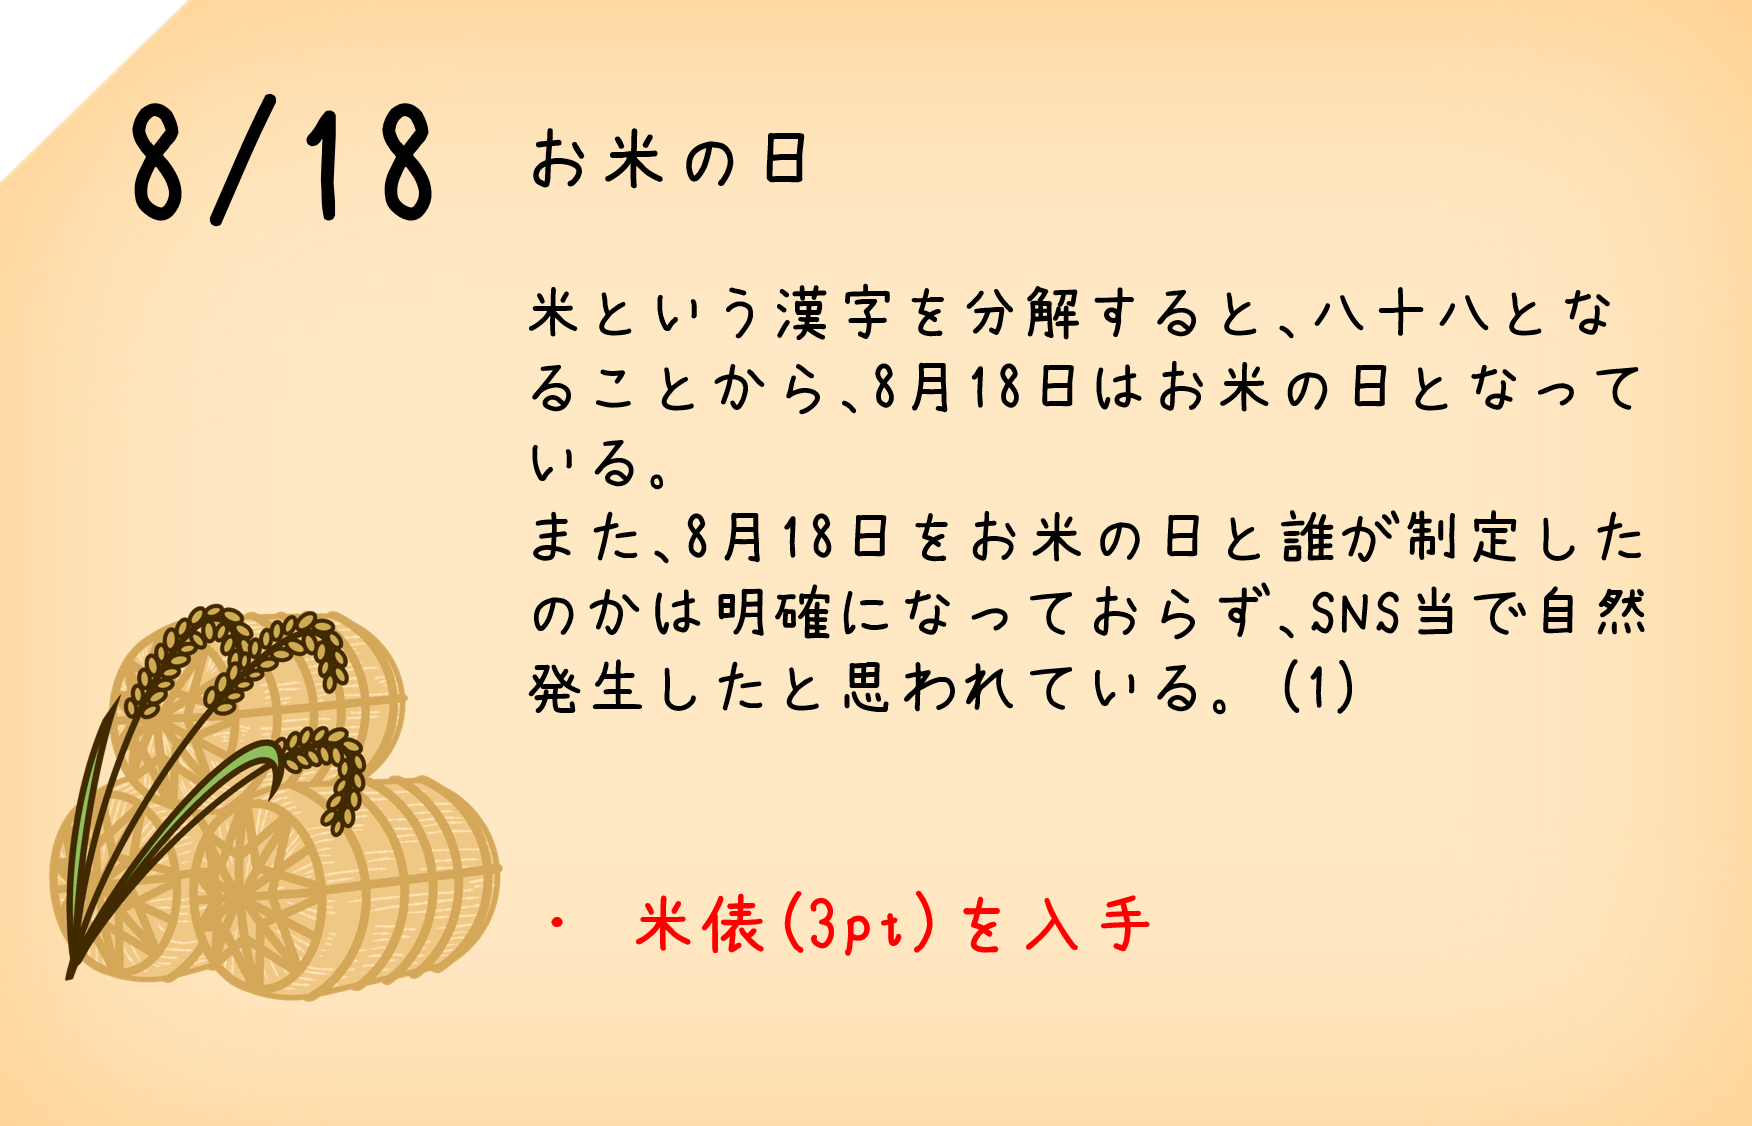 8/18 お米の日
米という漢字を分解すると、八十八とな
ることから、8月18日はお米の日となって
いる。
また、8月18日をお米の日と誰が制定した
のかは明確になっておらず、SNS当で自然
発生したと思われている。(1)
・ 米俵(3pt)を入手